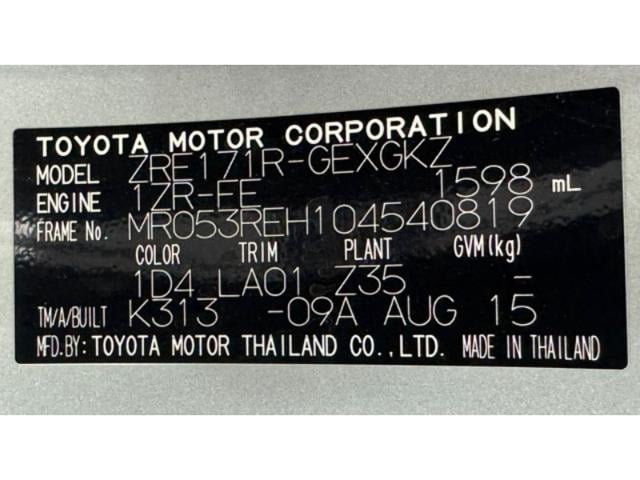 TOYOTA MOTOR CORPORATION
MODEL ZRE171R-GEXGKZ
ENGINE 1ZR-FE 1598 mL
FRAME No. MR053REH104540819
COLOR TRIM PLANT GVM(kg)
1D4 LA01 Z35 -
TM/A/BUILT K313 -09A AUG 15
MFD.BY: TOYOTA MOTOR THAILAND CO.,LTD. MADE IN THAILAND